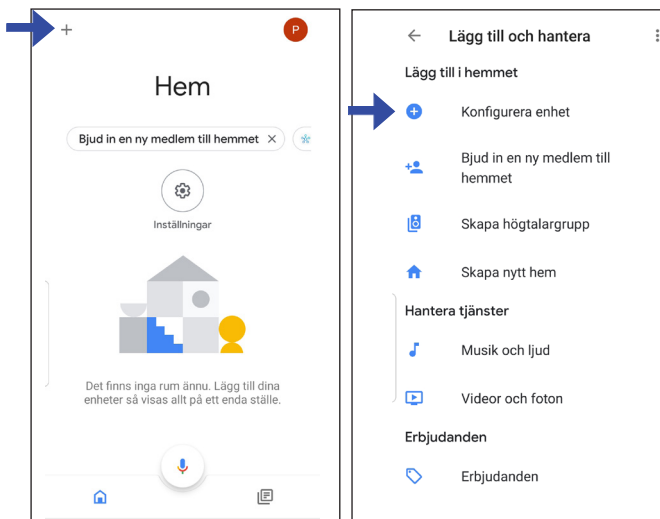 P
Hem
Bjud in en ny medlem till hemmet
Inställningar
Det finns inga rum ännu. Lägg till dina
enheter så visas allt på ett enda ställe.
Lägg till och hantera
Lägg till i hemmet
Konfigurera enhet
Bjud in en ny medlem till
hemmet
Skapa högtalargrupp
Skapa nytt hem
Hantera tjänster
Musik och ljud
Videor och foton
Erbjudanden
Erbjudanden